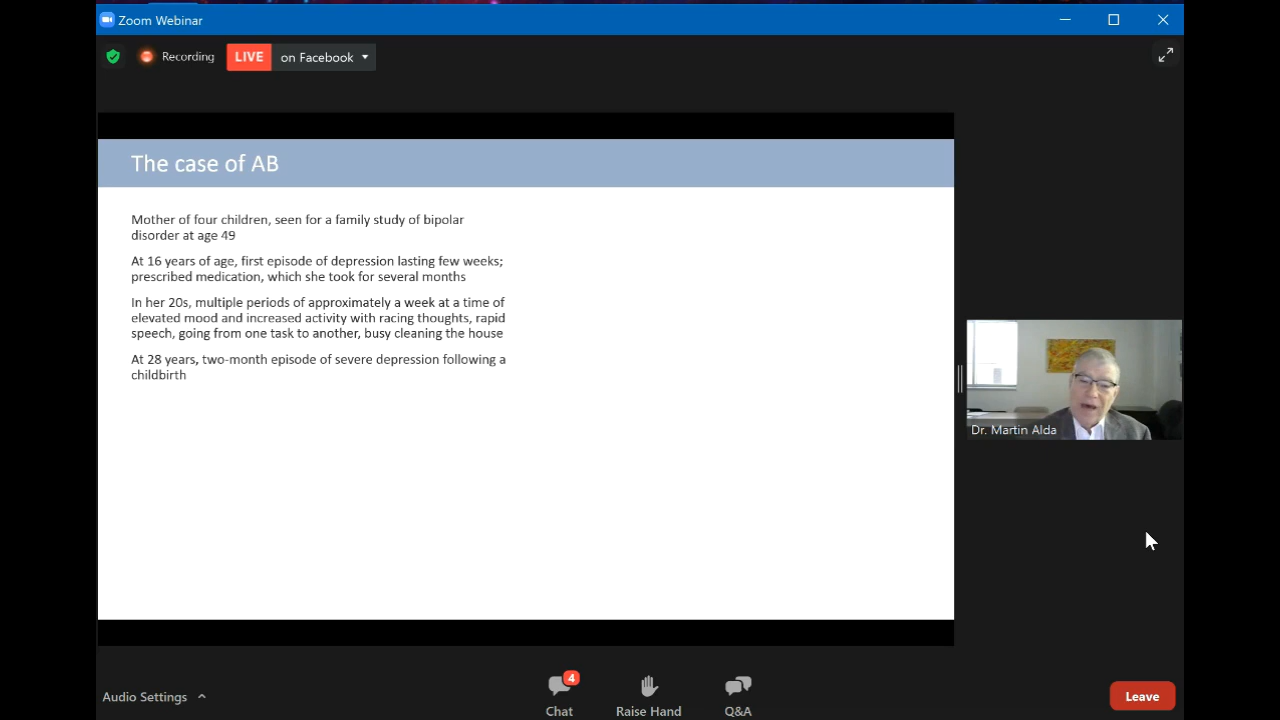 Zoom Webinar
Recording
LIVE on Facebook
The case of AB
Mother of four children, seen for a family study of bipolar
disorder at age 49
At 16 years of age, first episode of depression lasting few weeks;
prescribed medication, which she took for several months
In her 20s, multiple periods of approximately a week at a time of
elevated mood and increased activity with racing thoughts, rapid
speech, going from one task to another, busy cleaning the house
At 28 years, two-month episode of severe depression following a
childbirth
Dr. Martin Alda
Audio Settings
4
Chat
Raise Hand
Q&A
Leave